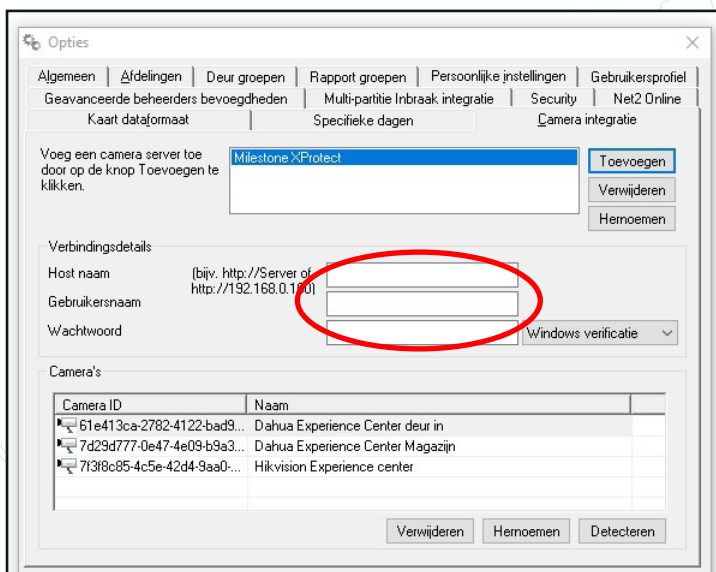 Opties
Algemeen Afdelingen Deur groepen Rapport groepen Persoonlijke instellingen Gebruikersprofiel
Geavanceerde beheerders bevoegdheden Multi-partitie Inbraak integratie Security Net2 Online
Kaart dataformaat Specifieke dagen Camera integratie
Voeg een camera server toe
door op de knop Toevoegen te
klikken.
Milestone XProtect
Toevoegen
Verwijderen
Hernoemen
Verbindingsdetails
Host naam (bijv. http://Server of
http://192.168.0.100)
Gebruikersnaam
Wachtwoord Windows verificatie
Camera's
Camera ID Naam
61e413ca-2782-4122-bad9... Dahua Experience Center deur in
7d29d777-0e47-4e09-b9a3... Dahua Experience Center Magazijn
7f3f8c85-4c5e-42d4-9aa0-... Hikvision Experience center
Verwijderen Hernoemen Detecteren